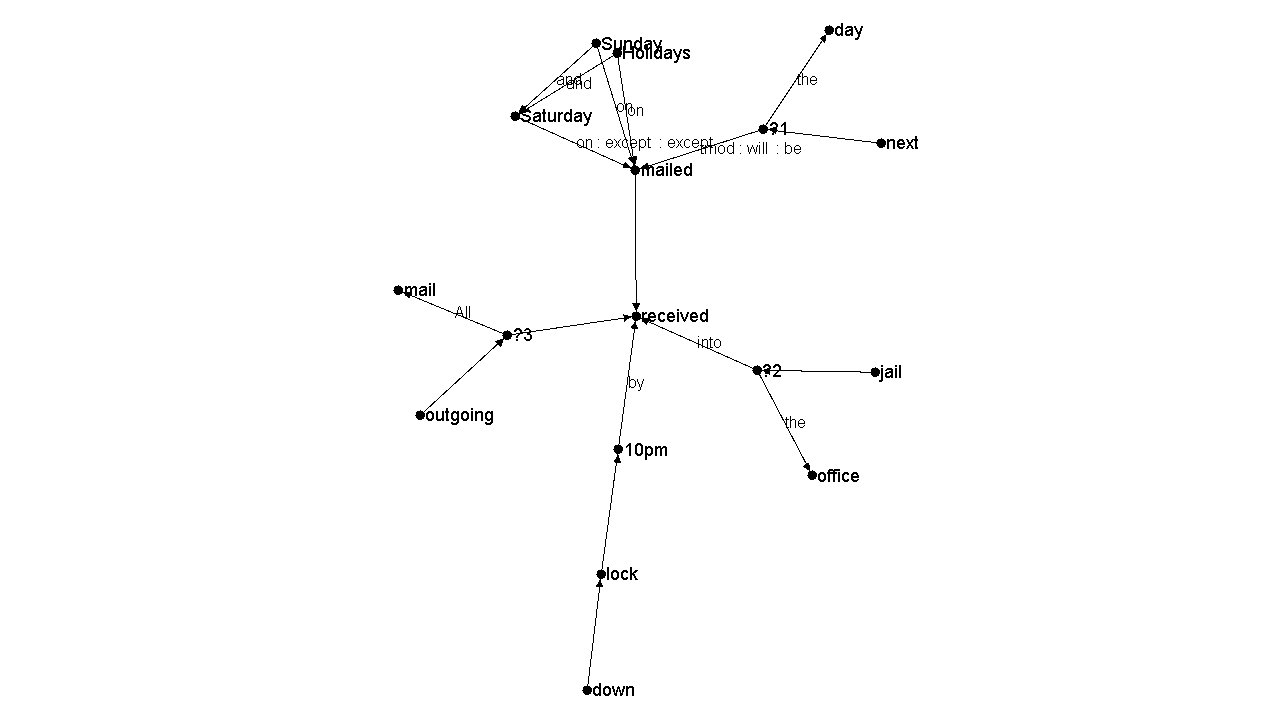 day
Sunday
Holidays
and
and
the
on
on
Saturday
?1
on : except : except
tmod : will : be
next
mailed
mail
All
received
?3
into
?2
jail
by
outgoing
the
10pm
office
lock
down